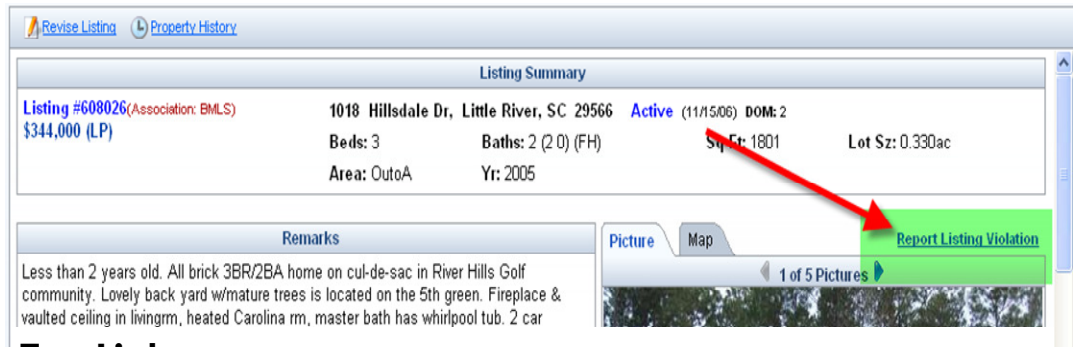 Revise Listing Property History
Listing Summary
Listing #608026(Association: BMLS) 1018 Hillsdale Dr, Little River, SC 29566 Active (11/15/06) DOM: 2
$344,000 (LP)
Beds: 3 Baths: 2 (2 0) (FH) Sq Ft: 1801 Lot Sz: 0.330ac
Area: OutoA Yr: 2005
Remarks
Picture Map Report Listing Violation
1 of 5 Pictures
Less than 2 years old. All brick 3BR/2BA home on cul-de-sac in River Hills Golf
community. Lovely back yard w/mature trees is located on the 5th green. Fireplace &
vaulted ceiling in livingrm, heated Carolina rm, master bath has whirlpool tub. 2 car